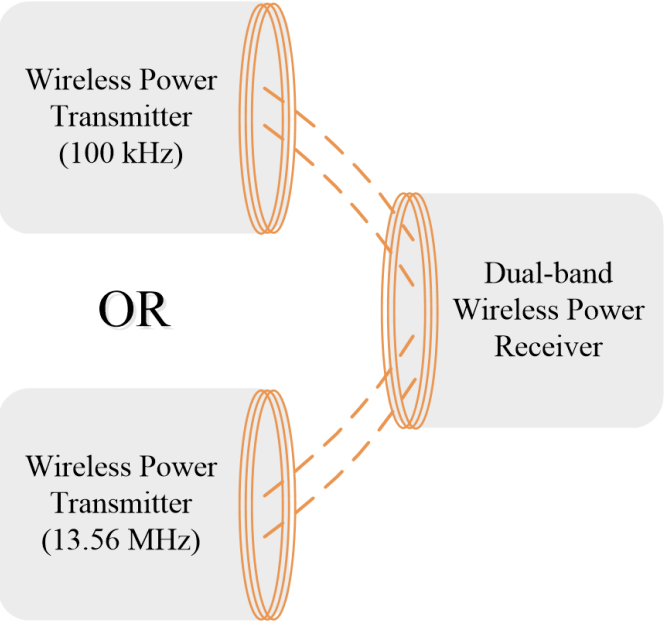 Wireless Power
Transmitter
(100 kHz)
OR
Dual-band
Wireless Power
Receiver
Wireless Power
Transmitter
(13.56 MHz)